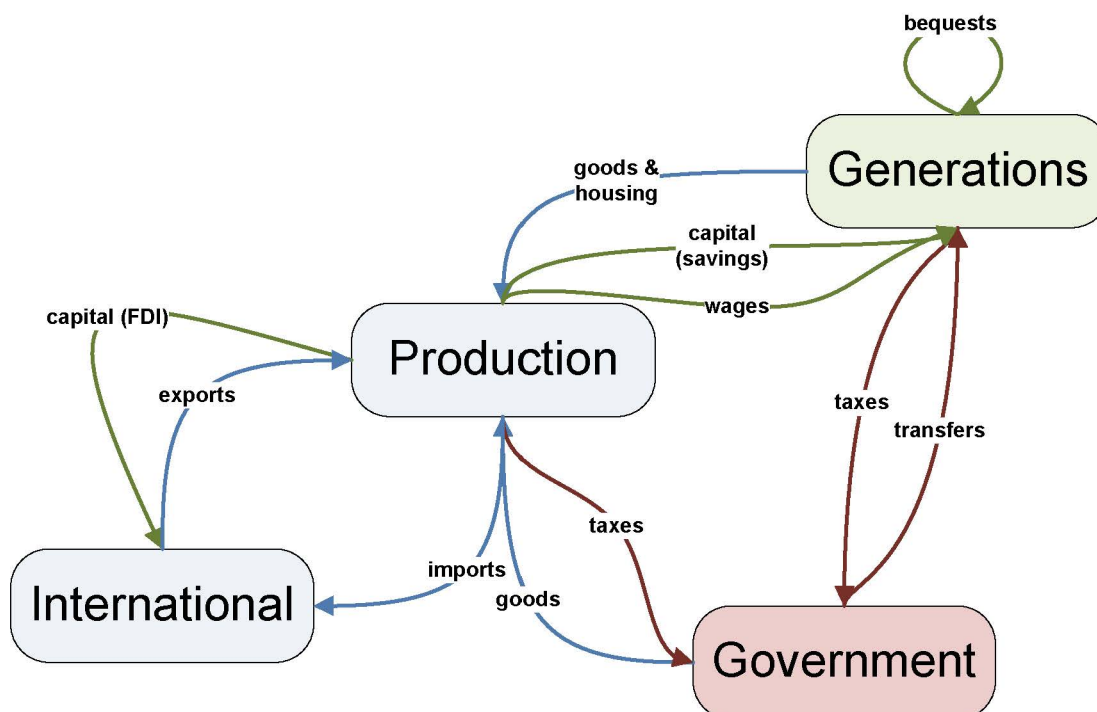 bequests
Generations
goods &
housing
capital
(savings)
wages
capital (FDI)
Production
exports
taxes
transfers
taxes
imports
goods
International
Government